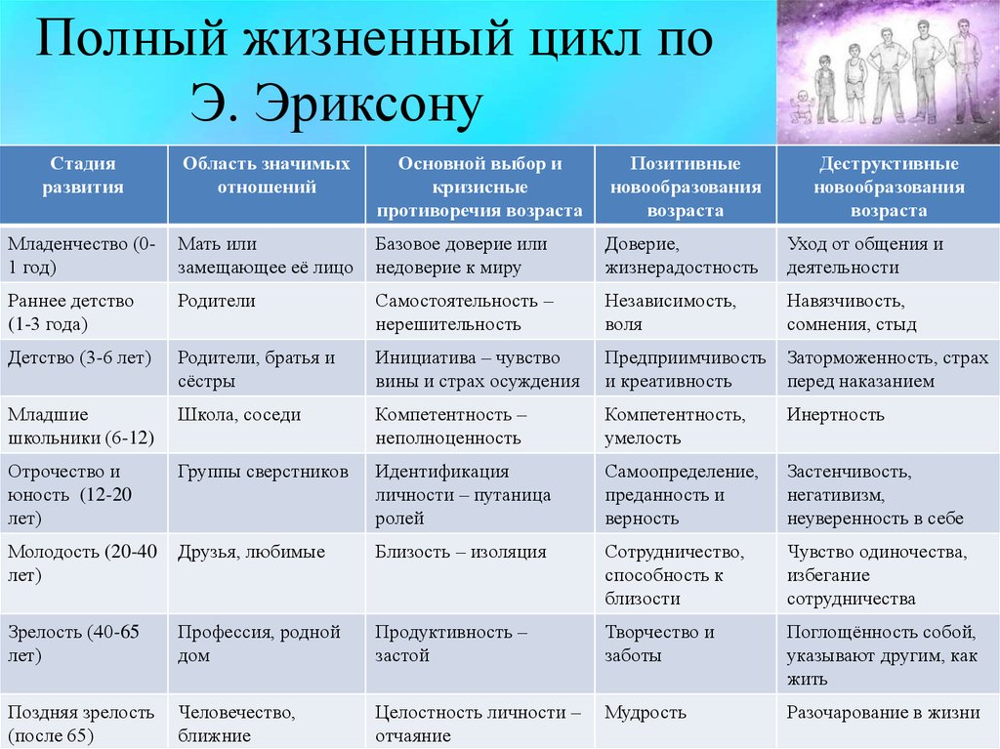 Полный жизненный цикл по
Э. Эриксону
Стадия
развития
Область значимых
отношений
Основной выбор и
кризисные
противоречия возраста
Позитивные
новообразования
возраста
Деструктивные
новообразования
возраста
Младенчество (0-
1 год)
Мать или
замещающее её лицо
Базовое доверие или
недоверие к миру
Доверие,
жизнерадостность
Уход от общения и
деятельности
Раннее детство
(1-3 года)
Родители
Самостоятельность –
нерешительность
Независимость,
воля
Навязчивость,
сомнения, стыд
Детство (3-6 лет)
Родители, братья и
сёстры
Инициатива – чувство
вины и страх осуждения
Предприимчивость
и креативность
Заторможенность, страх
перед наказанием
Младшие
школьники (6-12)
Школа, соседи
Компетентность –
неполноценность
Компетентность,
умелость
Инертность
Отрочество и
юность (12-20
лет)
Группы сверстников
Идентификация
личности – путаница
ролей
Самоопределение,
преданность и
верность
Застенчивость,
негативизм,
неуверенность в себе
Молодость (20-40
лет)
Друзья, любимые
Близость – изоляция
Сотрудничество,
способность к
близости
Чувство одиночества,
избегание
сотрудничества
Зрелость (40-65
лет)
Профессия, родной
дом
Продуктивность –
застой
Творчество и
заботы
Поглощённость собой,
указывают другим, как
жить
Поздняя зрелость
(после 65)
Человечество,
ближние
Целостность личности –
отчаяние
Мудрость
Разочарование в жизни